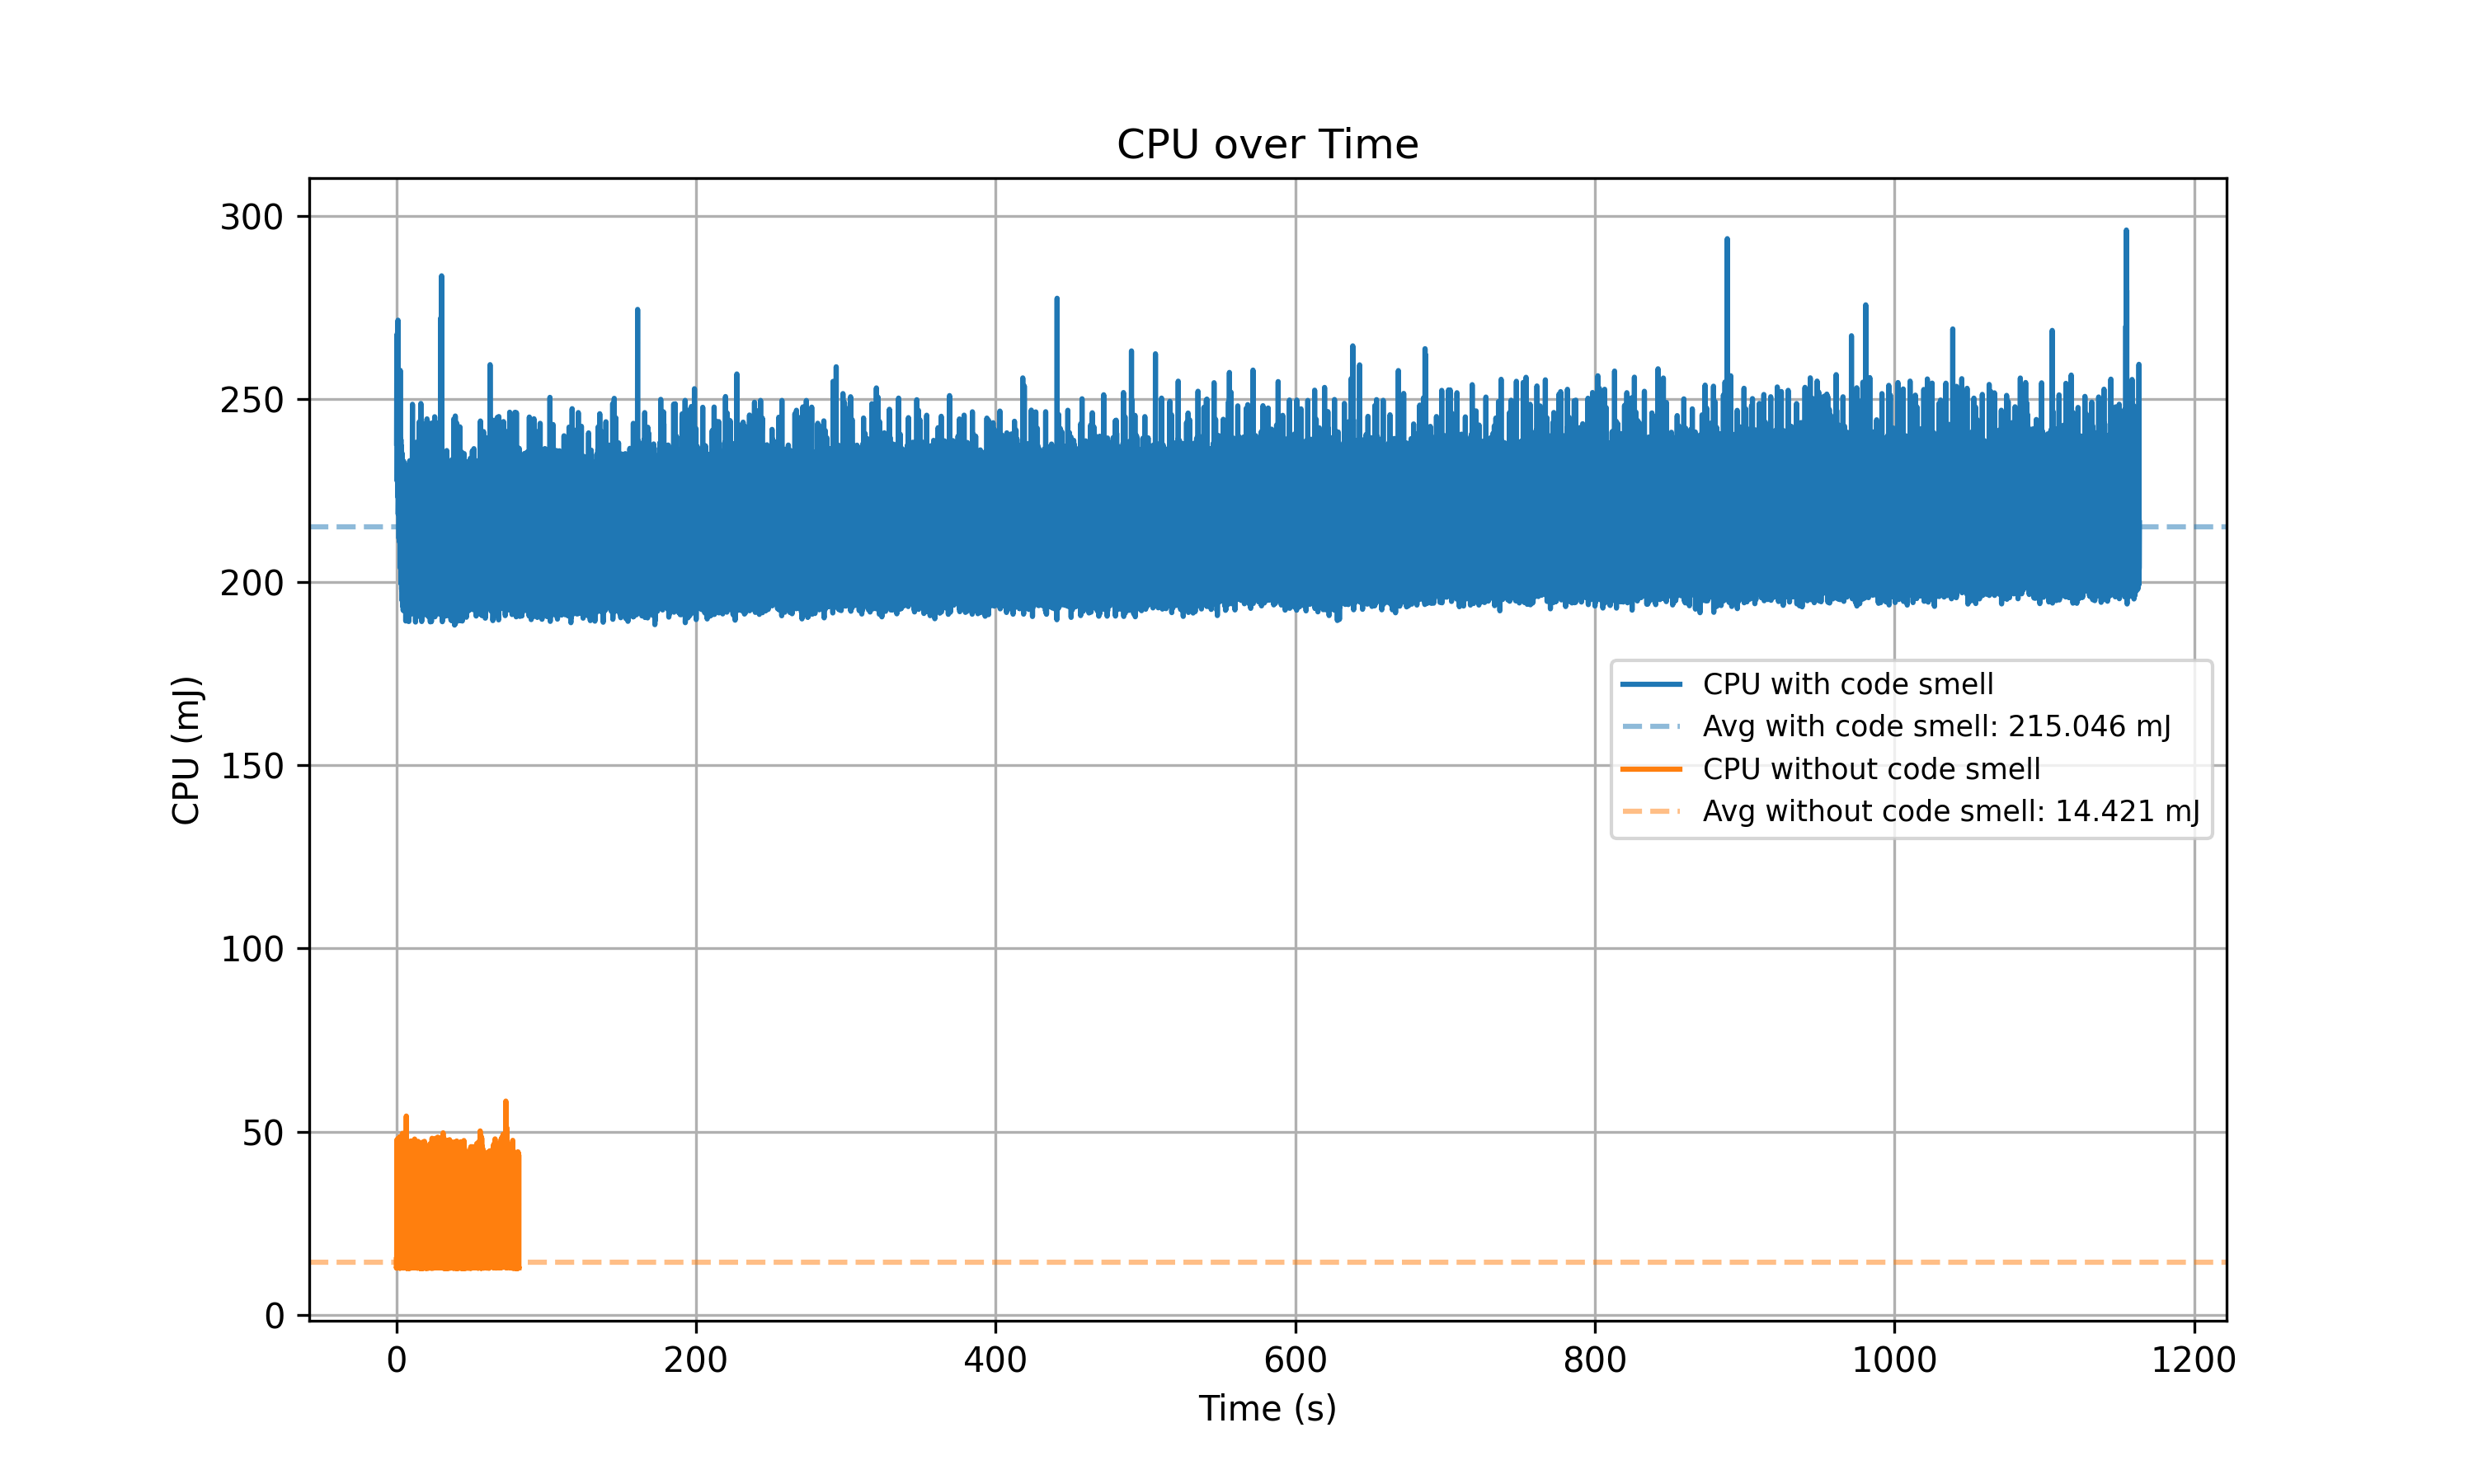 CPU over Time
300
250
200
150
100
50
0
CPU (mJ)
CPU with code smell
Avg with code smell: 215.046 mJ
CPU without code smell
Avg without code smell: 14.421 mJ
0 200 400 600 800 1000 1200
Time (s)